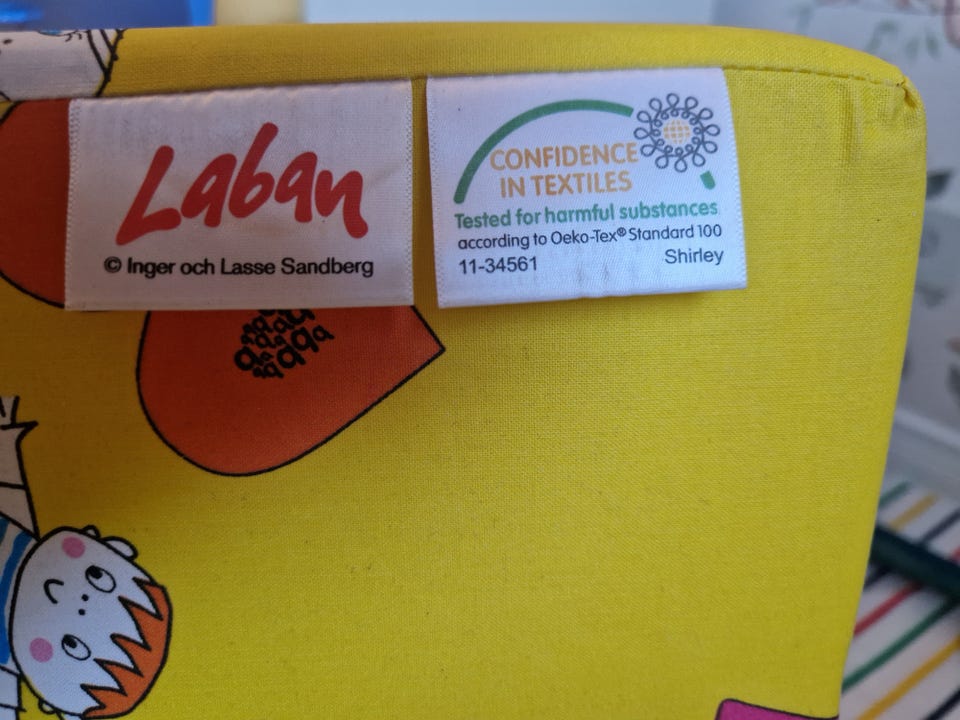 Laban
© Inger och Lasse Sandberg
CONFIDENCE
IN TEXTILES
Tested for harmful substances
according to Oeko-Tex® Standard 100
11-34561 Shirley